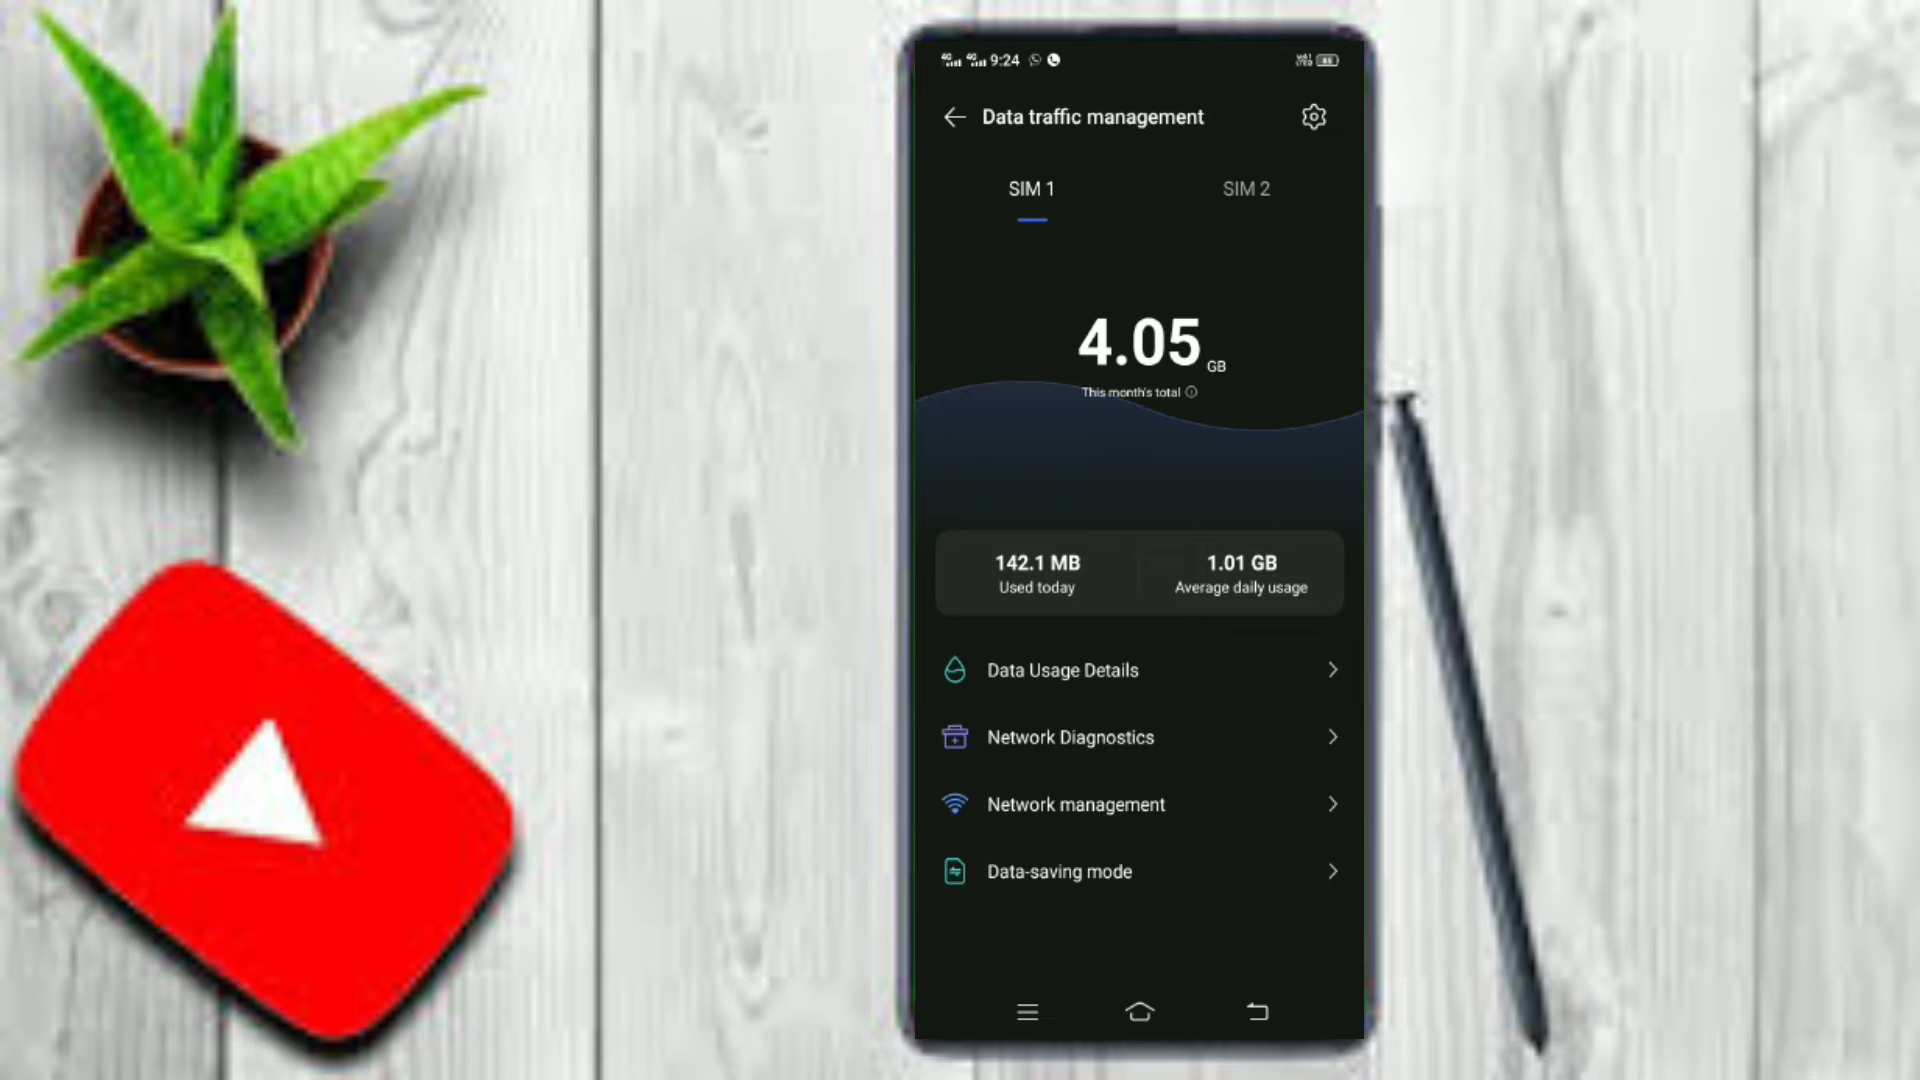 9:24
Data traffic management
SIM 1 SIM 2
4.05 GB
This month's total
142.1 MB 1.01 GB
Used today Average daily usage
Data Usage Details
Network Diagnostics
Network management
Data-saving mode